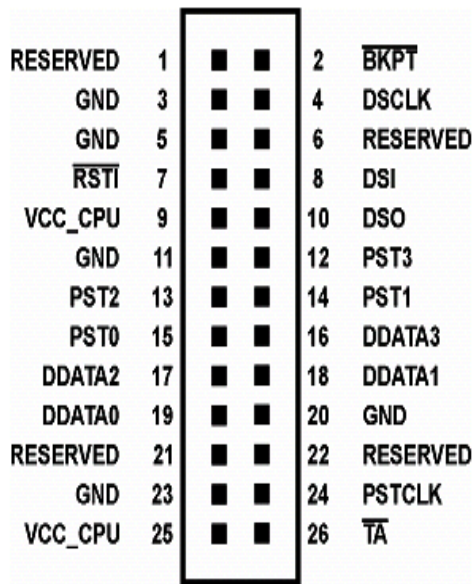 RESERVED 1 2 BKPT
GND 3 4 DSCLK
GND 5 6 RESERVED
RSTI 7 8 DSI
VCC_CPU 9 10 DSO
GND 11 12 PST3
PST2 13 14 PST1
PST0 15 16 DDATA3
DDATA2 17 18 DDATA1
DDATA0 19 20 GND
RESERVED 21 22 RESERVED
GND 23 24 PSTCLK
VCC_CPU 25 26 TA